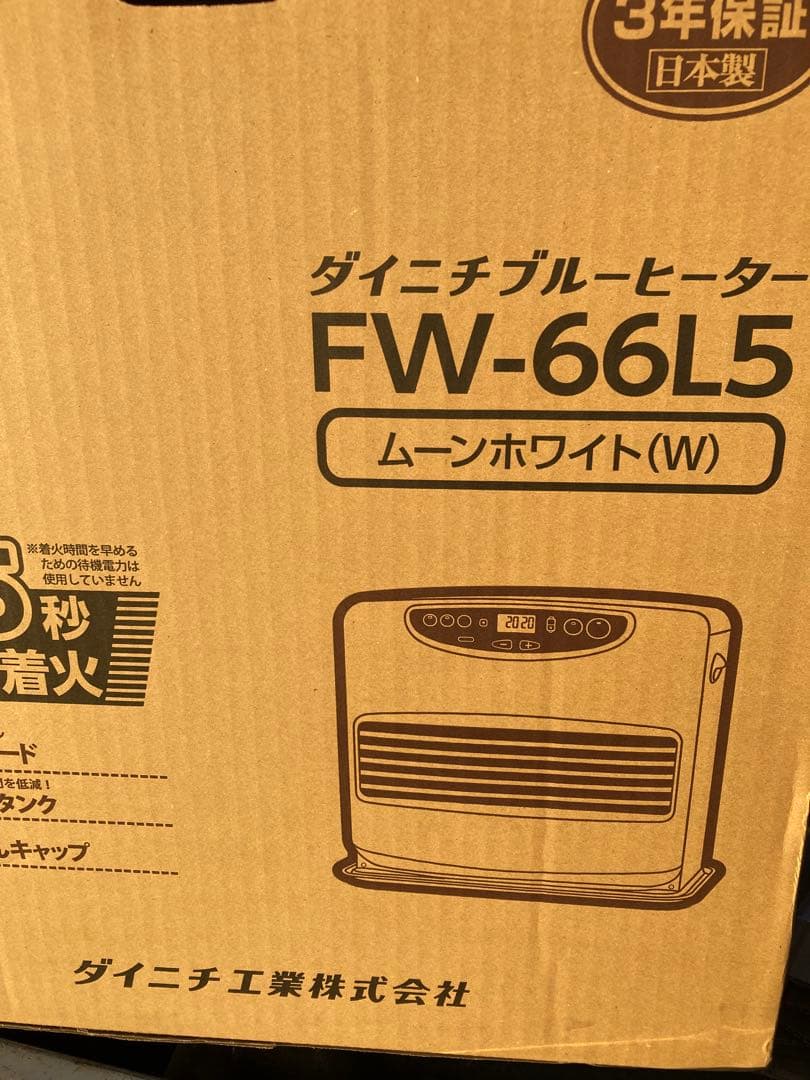 3年保証
日本製
ダイニチブルーヒーター
FW-66L5
ムーンホワイト(W)
※着火時間を早める
ための待機電力は
使用していません
秒
着火
2020
ード
を低減!
タンク
んキャップ
ダイニチ工業株式会社